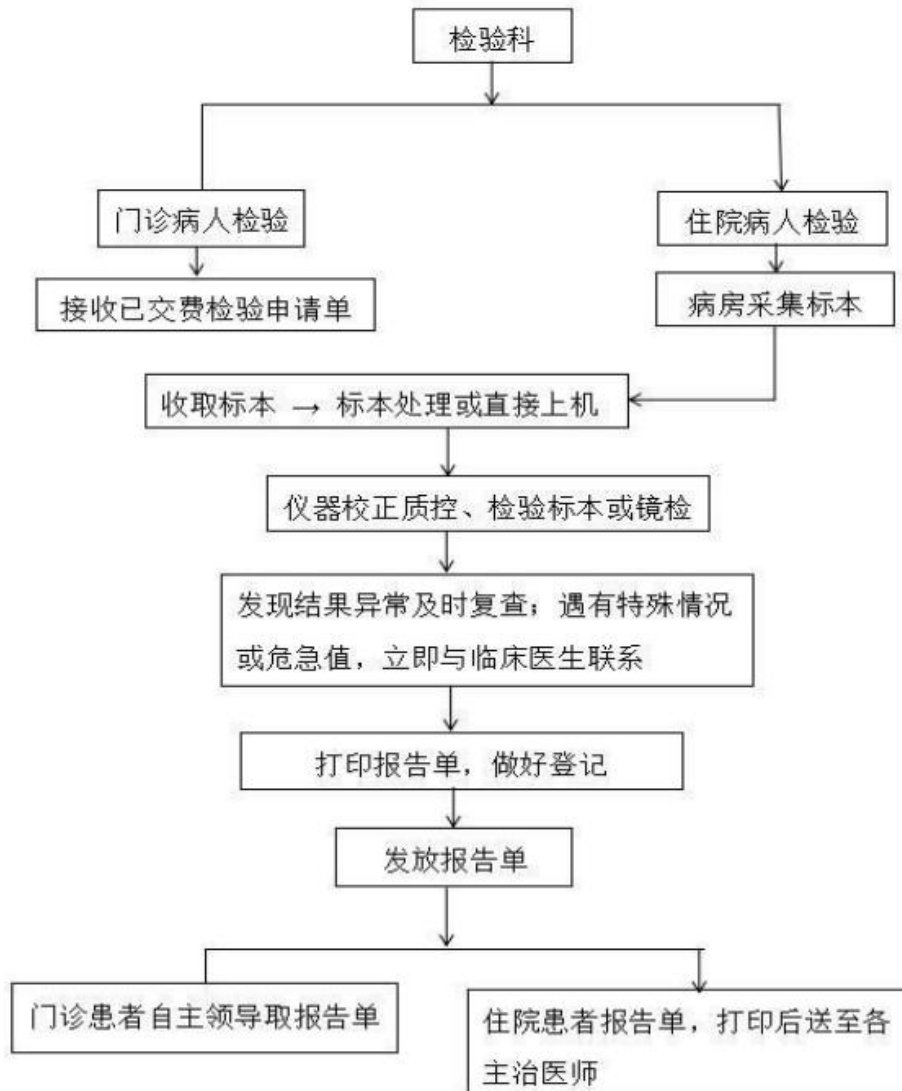 检验科
门诊病人检验
住院病人检验
接收已交费检验申请单
病房采集标本
收取标本 → 标本处理或直接上机
仪器校正质控、检验标本或镜检
发现结果异常及时复查；遇有特殊情况
或危急值，立即与临床医生联系
打印报告单，做好登记
发放报告单
门诊患者自主领导取报告单
住院患者报告单，打印后送至各
主治医师